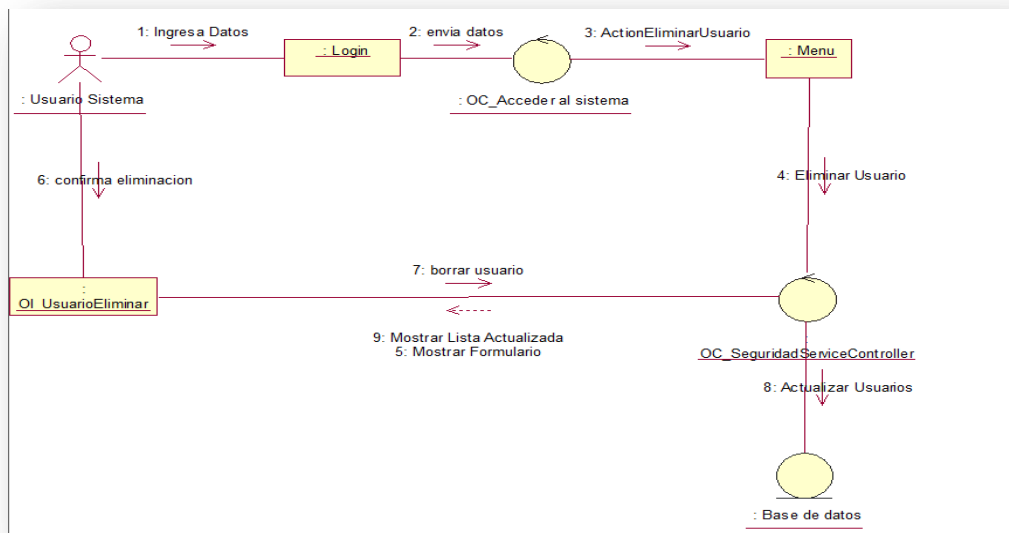 1: Ingresa Datos
2: envia datos
3: ActionEliminarUsuario
: Login
: Menu
: Usuario Sistema
: OC_Acceder al sistema
6: confirma eliminacion
4: Eliminar Usuario
7: borrar usuario
:
OI_UsuarioEliminar
9: Mostrar Lista Actualizada
5: Mostrar Formulario
OC_SeguridadServiceController
8: Actualizar Usuarios
: Base de datos